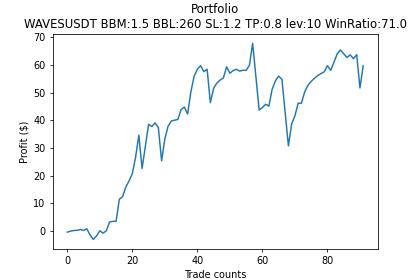 Portfolio
WAVESUSDT BBM:1.5 BBL:260 SL:1.2 TP:0.8 lev:10 WinRatio:71.0
70
60
50
40
30
20
10
0
Profit ($)
0 20 40 60 80
Trade counts